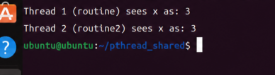 Thread 1 (routine) sees x as: 3
Thread 2 (routine2) sees x as: 3
ubuntu@ubuntu:~/pthread_shared$